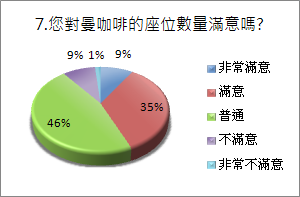 7.您對曼咖啡的座位數量滿意嗎?
9% 1% 9%
35%
46%
非常滿意
滿意
普通
不滿意
非常不滿意